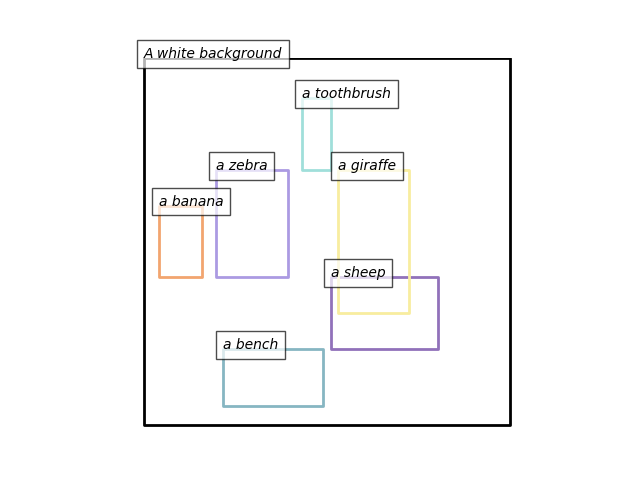 A white background
a toothbrush
a zebra
a giraffe
a banana
a sheep
a bench